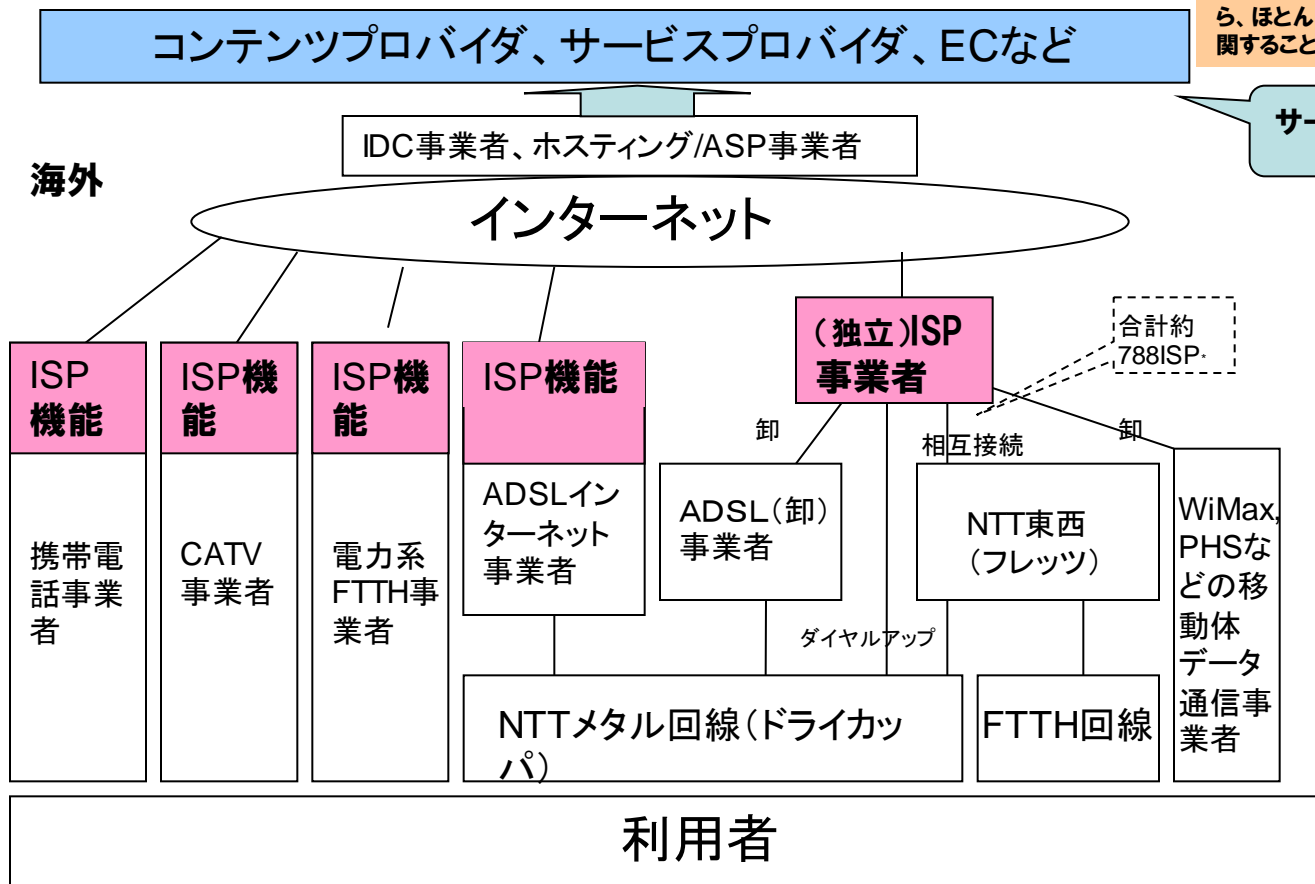 ら、ほとん
関すること
コンテンツプロバイダ、サービスプロバイダ、ECなど
サー
IDC事業者、ホスティング/ASP事業者
海外
インターネット
(独立)ISP
事業者
合計約
788ISP*
ISP
機能
ISP機
能
ISP機
能
ISP機能
卸
相互接続
卸
携帯電
話事業
者
CATV
事業者
電力系
FTTH事
業者
ADSLイン
ターネット
事業者
ADSL(卸)
事業者
NTT東西
(フレッツ)
WiMax,
PHSな
どの移
動体
データ
通信事
業者
ダイヤルアップ
NTTメタル回線(ドライカッ
パ)
FTTH回線
利用者